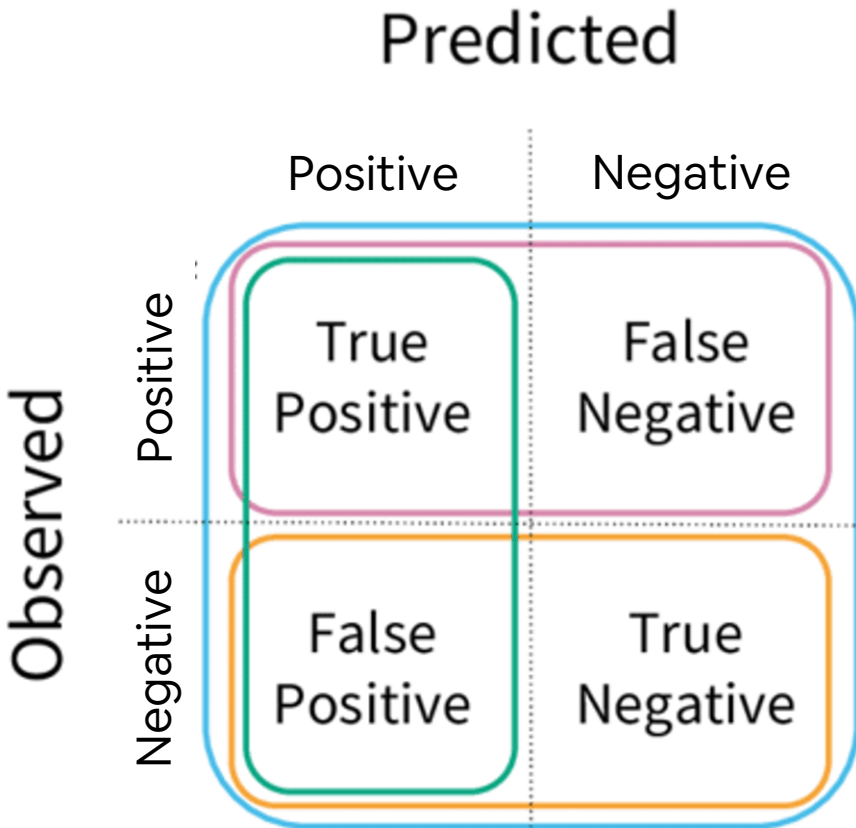 Predicted
Positive
Negative
Observed
Positive
True
Positive
False
Negative
Negative
False
Positive
True
Negative